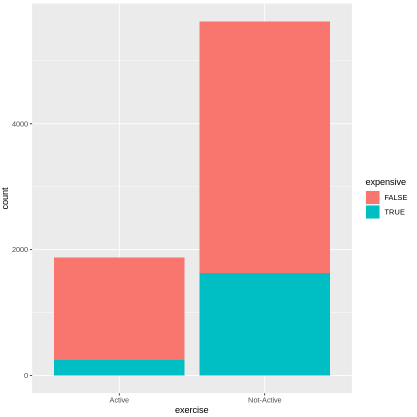 4000
2000
0
count
Active
Not-Active
exercise
expensive
FALSE
TRUE